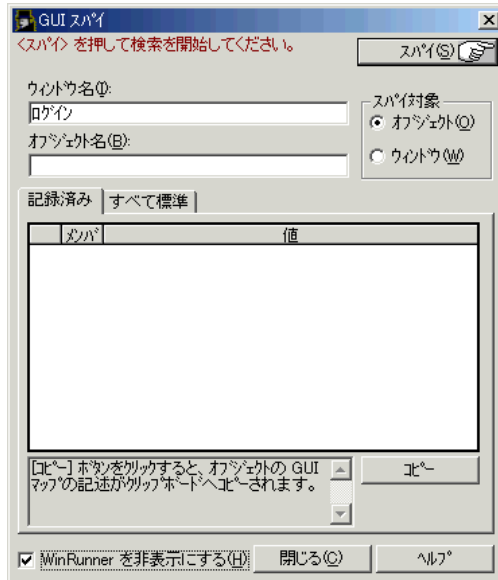 GUI スパイ
<スパイ> を押して検索を開始してください。
スパイ(S)
ウィンドウ名(I):
ログイン
スパイ対象
オブジェクト(O)
オブジェクト名(B):
ウィンドウ(W)
記録済み すべて標準
メンバ 値
[コピー] ボタンをクリックすると、オブジェクトの GUI
マップの記述がクリップボードへコピーされます。
コピー
WinRunner を非表示にする(H) 閉じる(C) ヘルプ